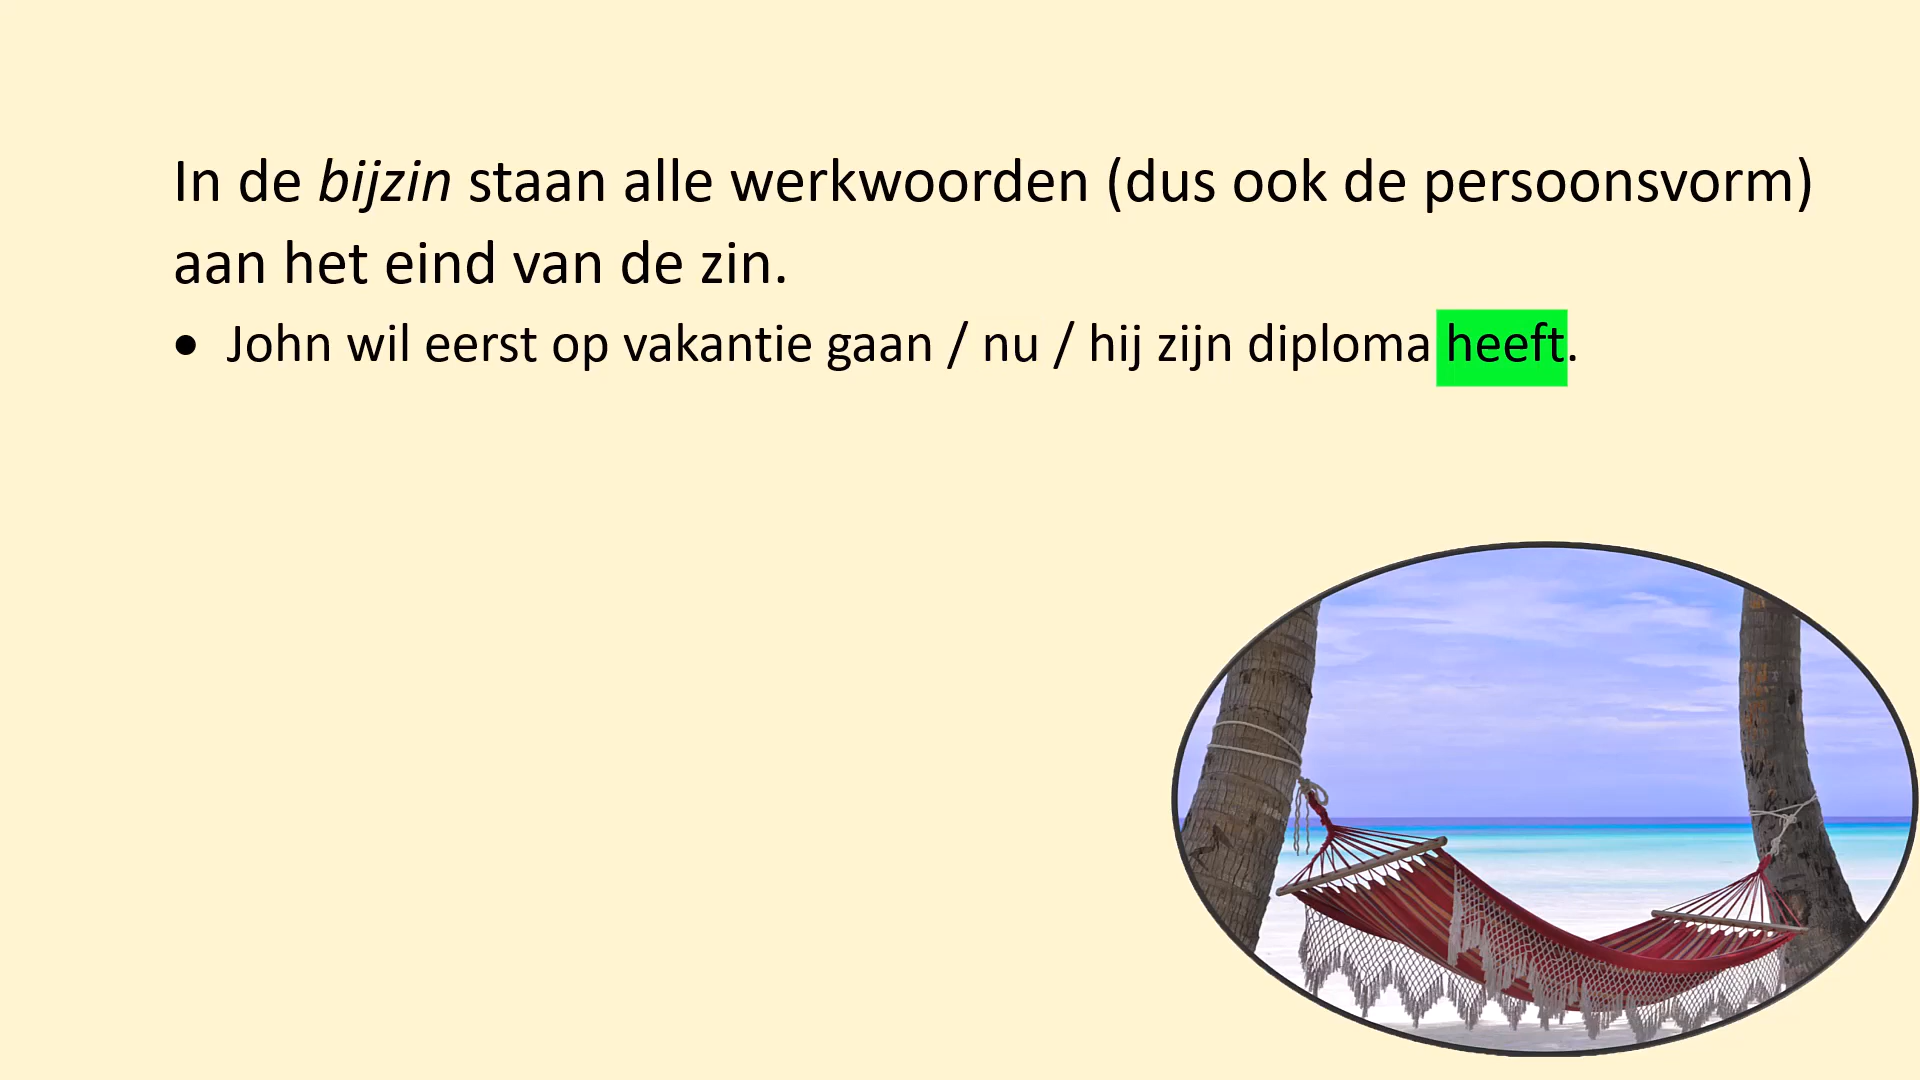 In de bijzin staan alle werkwoorden (dus ook de persoonsvorm)
aan het eind van de zin.
• John wil eerst op vakantie gaan / nu / hij zijn diploma heeft.